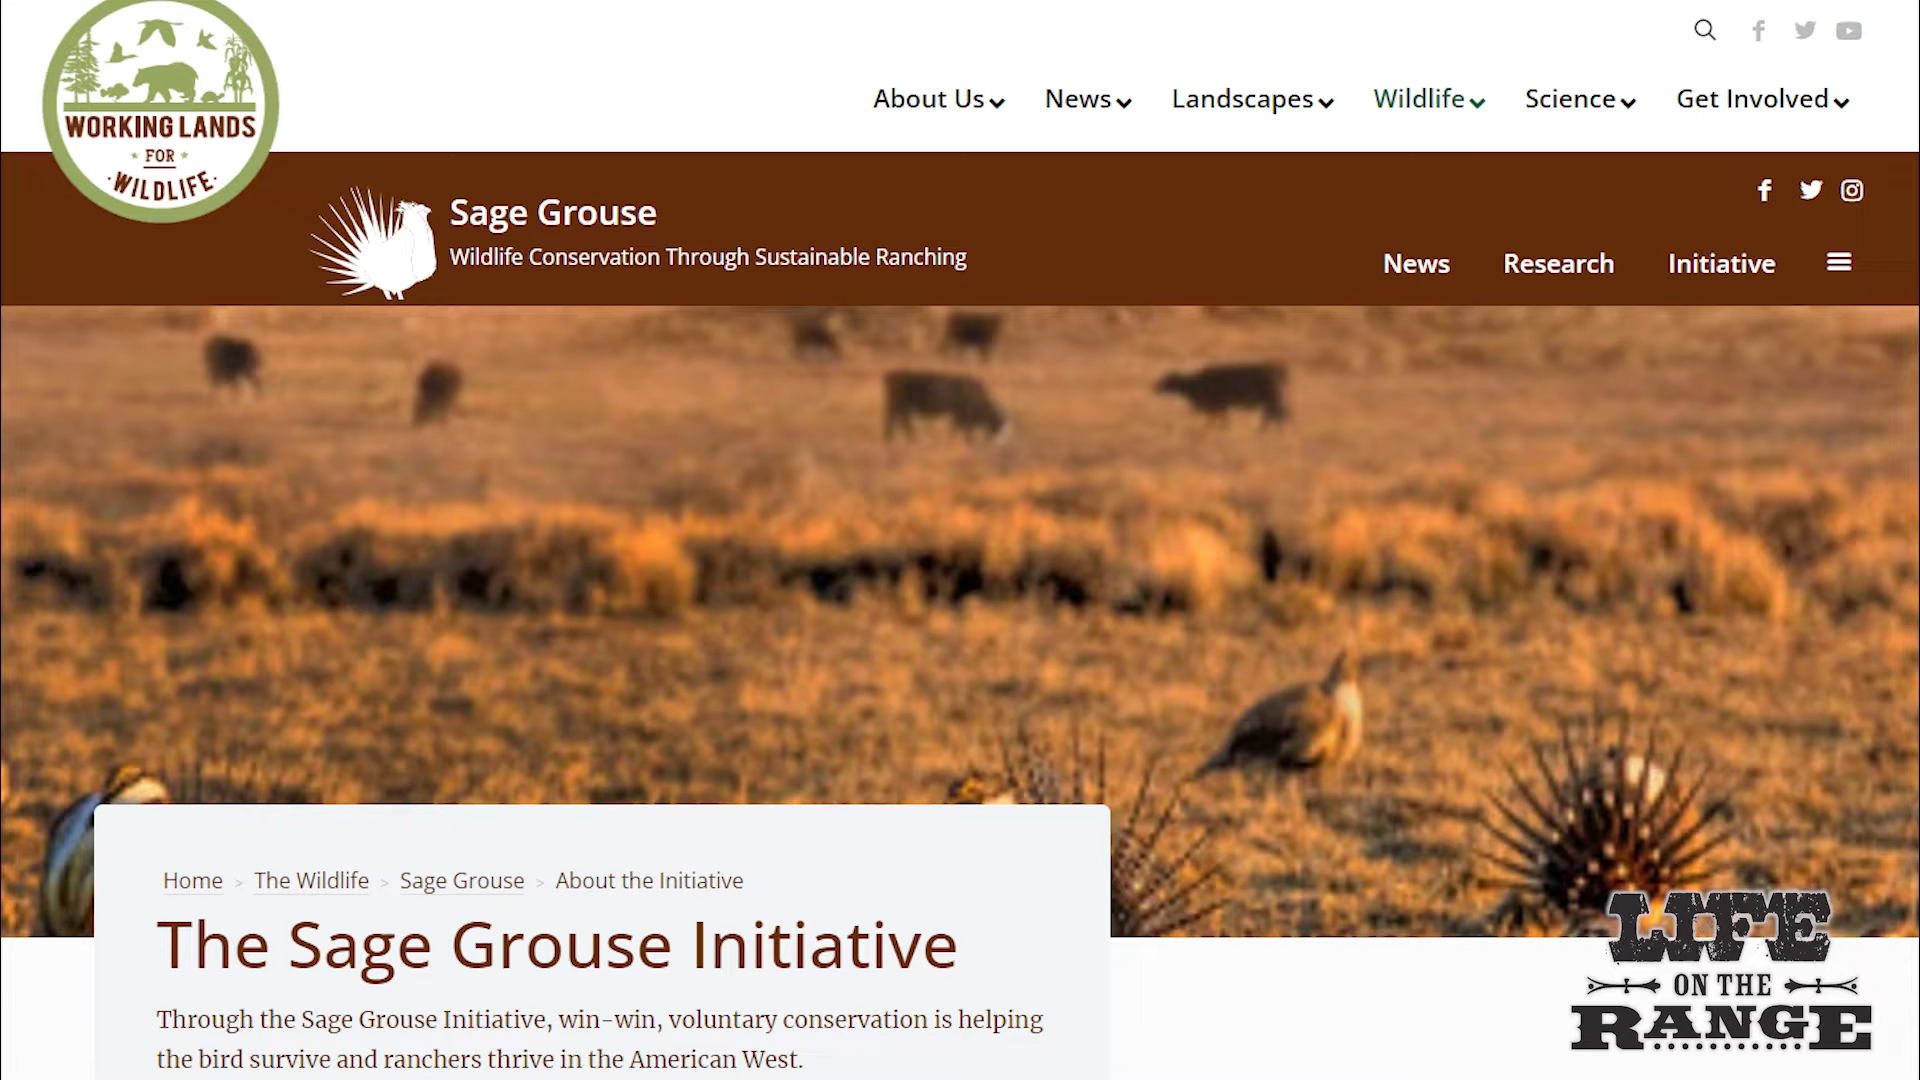 WORKING LANDS
FOR
WILDLIFE
About Us
News
Landscapes
Wildlife
Science
Get Involved
Sage Grouse
Wildlife Conservation Through Sustainable Ranching
News
Research
Initiative
Home > The Wildlife > Sage Grouse > About the Initiative
The Sage Grouse Initiative
Through the Sage Grouse Initiative, win-win, voluntary conservation is helping
the bird survive and ranchers thrive in the American West.
LIFE
ON THE
RANGE